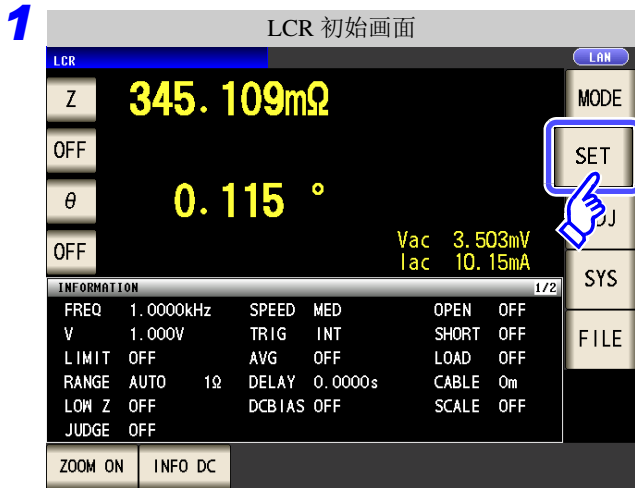 1
LCR 初始画面
LCR
LAN
Z 345.109mΩ
MODE
OFF
SET
θ 0.115 °
OFF
Vac 3.503mV
Iac 10.15mA
SYS
INFORMATION 1/2
FREQ 1.0000kHz SPEED MED OPEN OFF
V 1.000V TRIG INT SHORT OFF
FILE
LIMIT OFF AVG OFF LOAD OFF
RANGE AUTO 1Ω DELAY 0.0000s CABLE 0m
LOW Z OFF DCBIAS OFF SCALE OFF
JUDGE OFF
ZOOM ON INFO DC